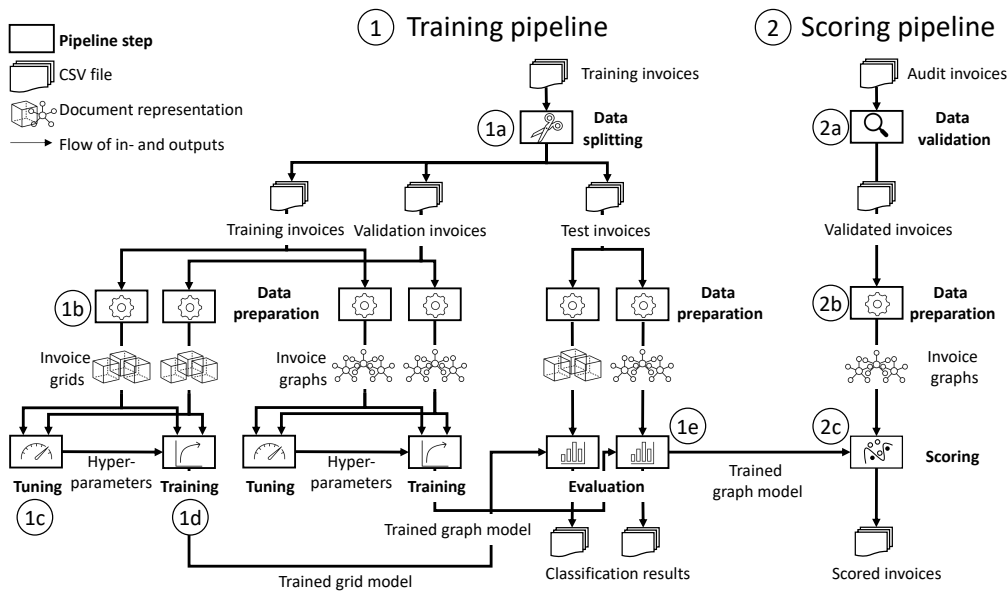 1 Training pipeline
2 Scoring pipeline
Pipeline step
CSV file
Document representation
Flow of in- and outputs
Training invoices
Audit invoices
1a
Data
splitting
2a
Data
validation
Training invoices
Validation invoices
Test invoices
Validated invoices
1b
Data
preparation
Data
preparation
2b
Data
preparation
Invoice
grids
Invoice
graphs
Invoice
graphs
1e
2c
Hyper-
parameters
Hyper-
parameters
Trained
graph model
Scoring
Tuning
Training
Tuning
Training
Evaluation
1c
1d
Trained graph model
Trained grid model
Classification results
Scored invoices